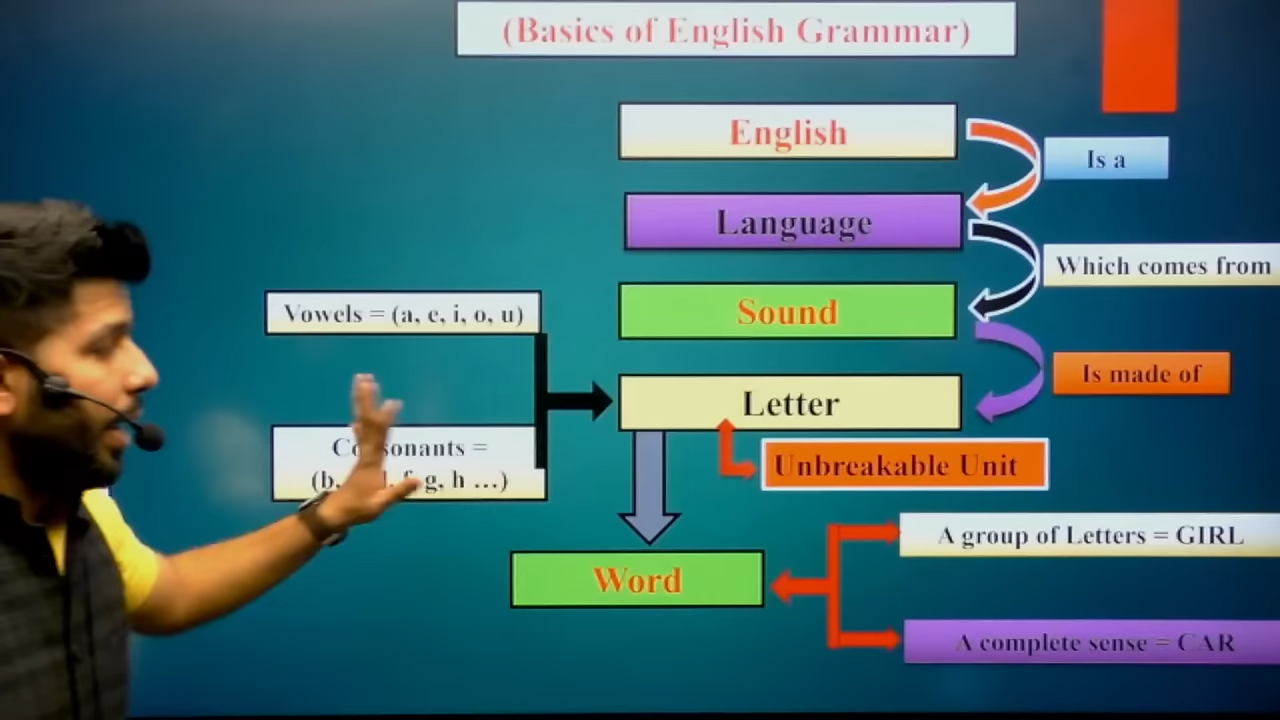 (Basics of English Grammar)
English
Is a
Language
Which comes from
Sound
Vowels = (a, e, i, o, u)
Is made of
Letter
Consonants =
(b, f, g, h ...)
Unbreakable Unit
A group of Letters = GIRL
Word
A complete sense = CAR